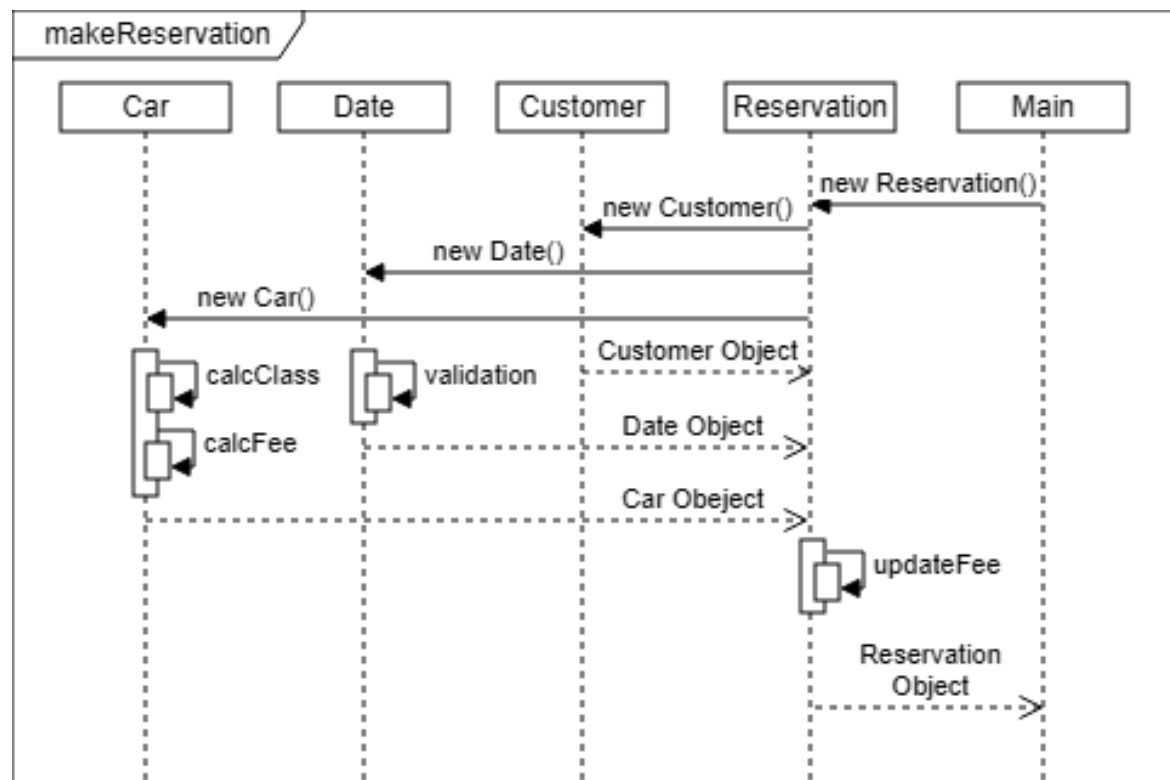 makeReservation
Car
Date
Customer
Reservation
Main
new Reservation()
new Customer()
new Date()
new Car()
Customer Object
calcClass
validation
Date Object
calcFee
Car Obeject
updateFee
Reservation
Object